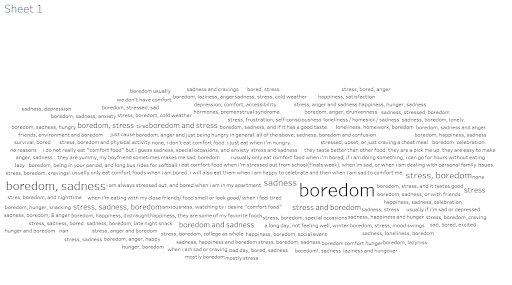 Sheet 1
sadness and cravings bored, stress bored, stress, anger
boredom usually boredom, laziness, anger sadness, stress, cold weather happiness, satisfaction
we don't have comfort depression, comfort, accessibility stress, anger and sadness happiness, hunger, sadness
sadness, depression boredom, stressed, sad hormones, premenstrual syndrome. boredom, anger, drunkenness sadness, stressed, boredom
boredom, sadness, anxiety stress, boredom, cold weather stress, frustration, self-consciousness loneliness/ homesick / sadness sadness, boredom, lonely.
boredom, sadness, hungry boredom, stress tired boredom and stress boredom, sadness, and if it has a good taste. loneliness, homework, boredom boredom, sadness and anger
friends, environment and boredom just cause boredom, anger and just being hungry in general. all of the above; sadness, boredom and confusion boredom, happiness, sadness
survival, bored stress, boredom and physical activity none, i don't eat comfort food. i just eat when i'm hungry. stressed, upset, or just craving a cheat meal boredom celebration.
no reasons i do not really eat "comfort food" but i guess sadness, special occasions, and anxiety stress and sadness they taste better than other food. they are a pick me up. they are easy to make
anger, sadness they are yummy, my boyfriend makes me sad, boredom i usually only eat comfort food when i'm bored, if i am doing something, i can go for hours without eating
lazy boredom, being in your period, and long bus rides rate not so good. i eat comfort food when i'm stressed out from school(finals week), when im sad, or when i am dealing with personal family issues.
stress, boredom, cravings i usually only eat comfort foods when i am bored. i will also eat them when i am happy to celebrate and then when i am sad to comfort me stress, boredom none
boredom, sadness i am always stressed out, and bored when i am in my apartment. sadness boredom boredom, stress, and it tastes good stress
stress, boredom, and nighttime when i'm eating with my close friends/ food smell or look good/ when i feel tired happiness, sadness, celebration.
boredom, hunger, snacking stress, sadness, boredom anxiousness, watching tv i desire "comfort food" stress and boredom sadness, stress usually if i'm sad or depressed
sadness, boredom, & anger boredom, happiness, distraught happiness, they are some of my favorite foods stress, boredom, special occasions sadness, happiness and hunger stress, boredom, craving
stress, bored sadness, bored sadness, boredom, late night snack boredom and sadness a long day, not feeling well, winter boredom, stress, mood swings sad, bored, excited
hunger and boredom nan stress, anger and boredom stress, boredom, college as whole happiness, boredom, social event sadness, loneliness, boredom
stress, sadness boredom, anger, happy sadness, happiness and boredom stress, boredom, sadness boredom comfort hunger boredom, laziness
hunger, boredom when i am sad or craving bad day, bored, sadness boredom!, sadness laziness and hungover
mostly boredom mostly stress